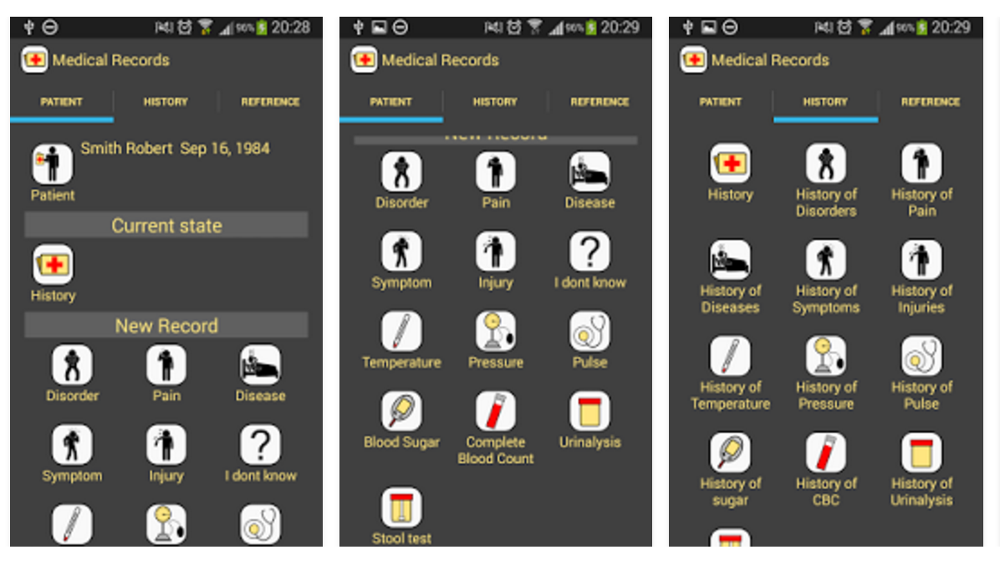 96% 20:28
Medical Records
PATIENT HISTORY REFERENCE
Smith Robert Sep 16, 1984
Patient
Current state
History
New Record
Disorder Pain Disease
Symptom Injury I dont know
?
96% 20:29
Medical Records
PATIENT HISTORY REFERENCE
New Record
Disorder Pain Disease
?
Symptom Injury I dont know
Temperature Pressure Pulse
Blood Sugar Complete Urinalysis
Blood Count
Stool test
96% 20:29
Medical Records
PATIENT HISTORY REFERENCE
History History of History of
Disorders Pain
History of History of History of
Diseases Symptoms Injuries
History of History of History of
Temperature Pressure Pulse
History of History of History of
sugar CBC Urinalysis